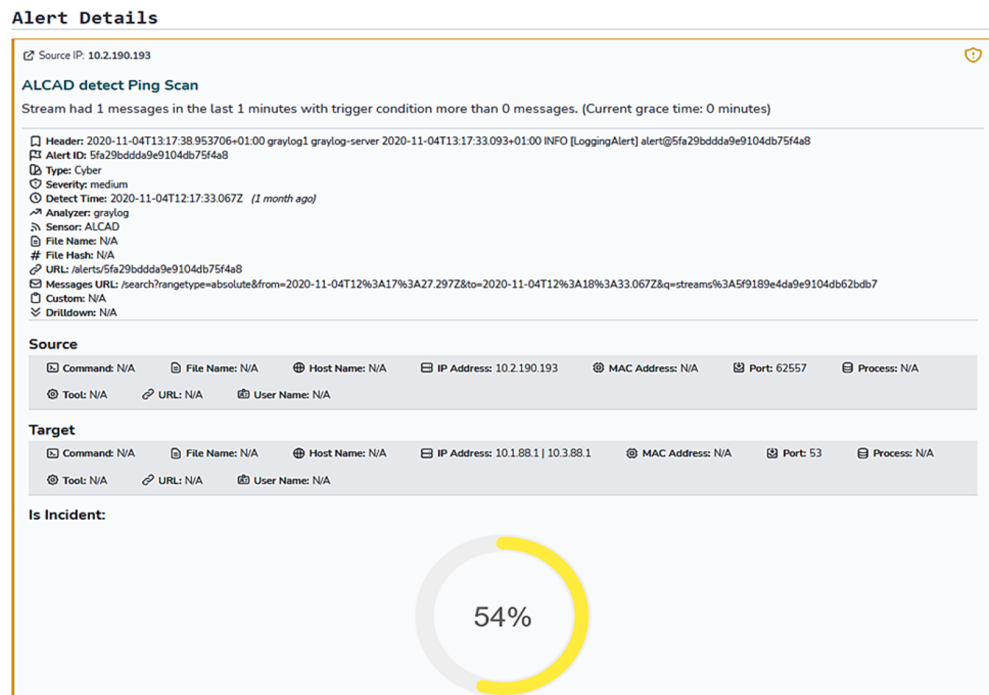 Alert Details
Source IP: 10.2.190.193
ALCAD detect Ping Scan
Stream had 1 messages in the last 1 minutes with trigger condition more than 0 messages. (Current grace time: 0 minutes)
Header: 2020-11-04T13:17:38.953706+01:00 graylog1 graylog-server 2020-11-04T13:17:33.093+01:00 INFO [LoggingAlert] alert@5fa29bddda9e9104db75f4a8
Alert ID: 5fa29bddda9e9104db75f4a8
Type: Cyber
Severity: medium
Detect Time: 2020-11-04T12:17:33.067Z (1 month ago)
Analyzer: graylog
Sensor: ALCAD
File Name: N/A
File Hash: N/A
URL: /alerts/5fa29bddda9e9104db75f4a8
Messages URL: /search?rangetype=absolute&from=2020-11-04T12%3A17%3A27.297Z&to=2020-11-04T12%3A18%3A33.067Z&q=streams%3A5f9189e4da9e9104db62bdb7
Custom: N/A
Drilldown: N/A
Source
Command: N/A File Name: N/A Host Name: N/A IP Address: 10.2.190.193 MAC Address: N/A Port: 62557 Process: N/A
Tool: N/A URL: N/A User Name: N/A
Target
Command: N/A File Name: N/A Host Name: N/A IP Address: 10.1.88.1 | 10.3.88.1 MAC Address: N/A Port: 53 Process: N/A
Tool: N/A URL: N/A User Name: N/A
Is Incident:
54%